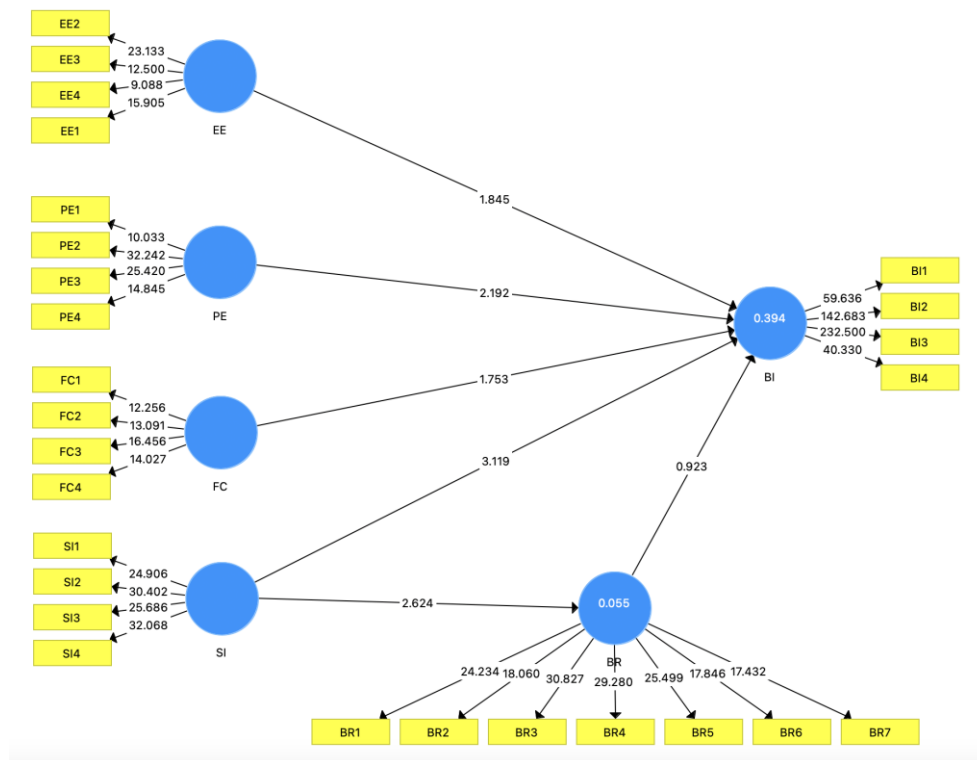 EE2
EE3
EE4
EE1
23.133
12.500
9.088
15.905
EE
1.845
PE1
PE2
PE3
PE4
10.033
32.242
25.420
14.845
PE
2.192
FC1
FC2
FC3
FC4
12.256
13.091
16.456
14.027
FC
1.753
SI1
SI2
SI3
SI4
24.906
30.402
25.686
32.068
SI
3.119
2.624
0.923
0.394
BI
59.636
142.683
232.500
40.330
BI1
BI2
BI3
BI4
0.055
BR
24.234
18.060
30.827
29.280
25.499
17.846
17.432
BR1
BR2
BR3
BR4
BR5
BR6
BR7